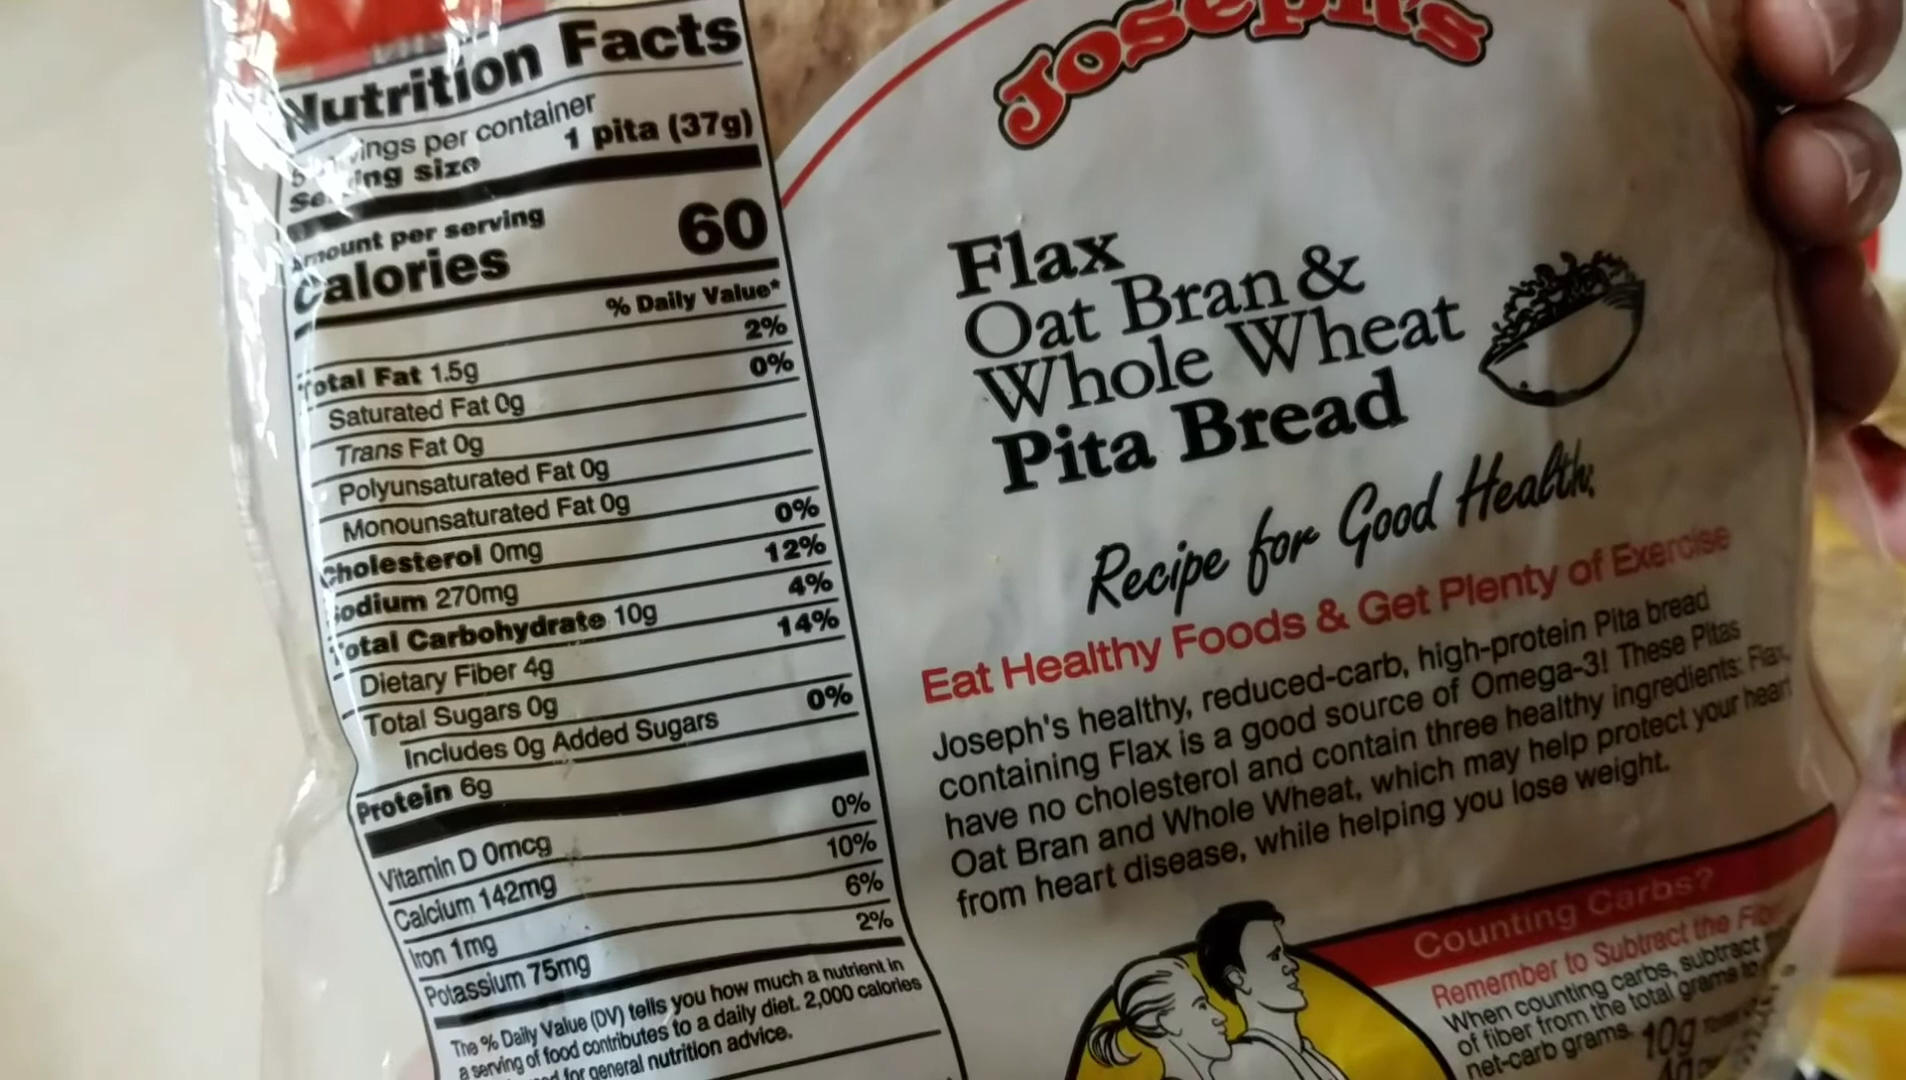 Nutrition Facts
per container
size 1 pita (37g)
Amount per serving
Calories 60
% Daily Value*
Total Fat 1.5g 2%
Saturated Fat 0g 0%
Trans Fat 0g
Polyunsaturated Fat 0g
Monounsaturated Fat 0g
Cholesterol 0mg 0%
Sodium 270mg 12%
Total Carbohydrate 10g 4%
Dietary Fiber 4g 14%
Total Sugars 0g
Includes 0g Added Sugars 0%
Protein 6g
Vitamin D 0mcg 0%
Calcium 142mg 10%
Iron 1mg 6%
Potassium 75mg 2%
The % Daily Value (DV) tells you how much a nutrient in
a serving of food contributes to a daily diet. 2,000 calories
for general nutrition advice.
Joseph's
Flax
Oat Bran &
Whole Wheat
Pita Bread
Recipe for Good Health.
Eat Healthy Foods & Get Plenty of Exercise
Joseph's healthy, reduced-carb, high-protein Pita bread
containing Flax is a good source of Omega-3! These Pitas
have no cholesterol and contain three healthy ingredients: Flax,
Oat Bran and Whole Wheat, which may help protect your heart
from heart disease, while helping you lose weight.
Counting Carbs?
Remember to Subtract the
When counting carbs, subtract
of fiber from the total grams
net-carb grams.
10g
4g